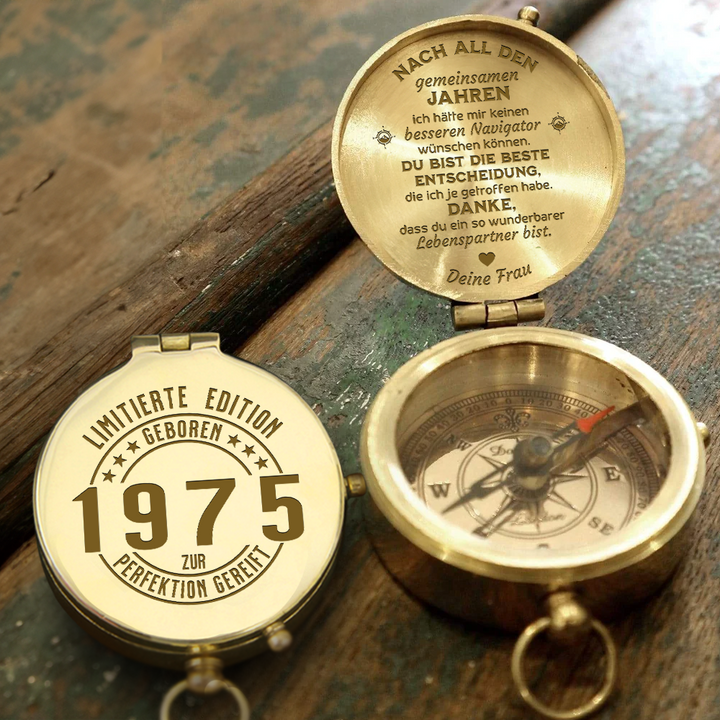 NACH ALL DEN
gemeinsamen
JAHREN
ich hätte mir keinen
besseren Navigator
wünschen können.
DU BIST DIE BESTE
ENTSCHEIDUNG,
die ich je getroffen habe.
DANKE,
dass du ein so wunderbarer
Lebenspartner bist.
Deine Frau
LIMITIERTE EDITION
GEBOREN
1975
ZUR
PERFEKTION GEREIFT
NW
W
E
SE